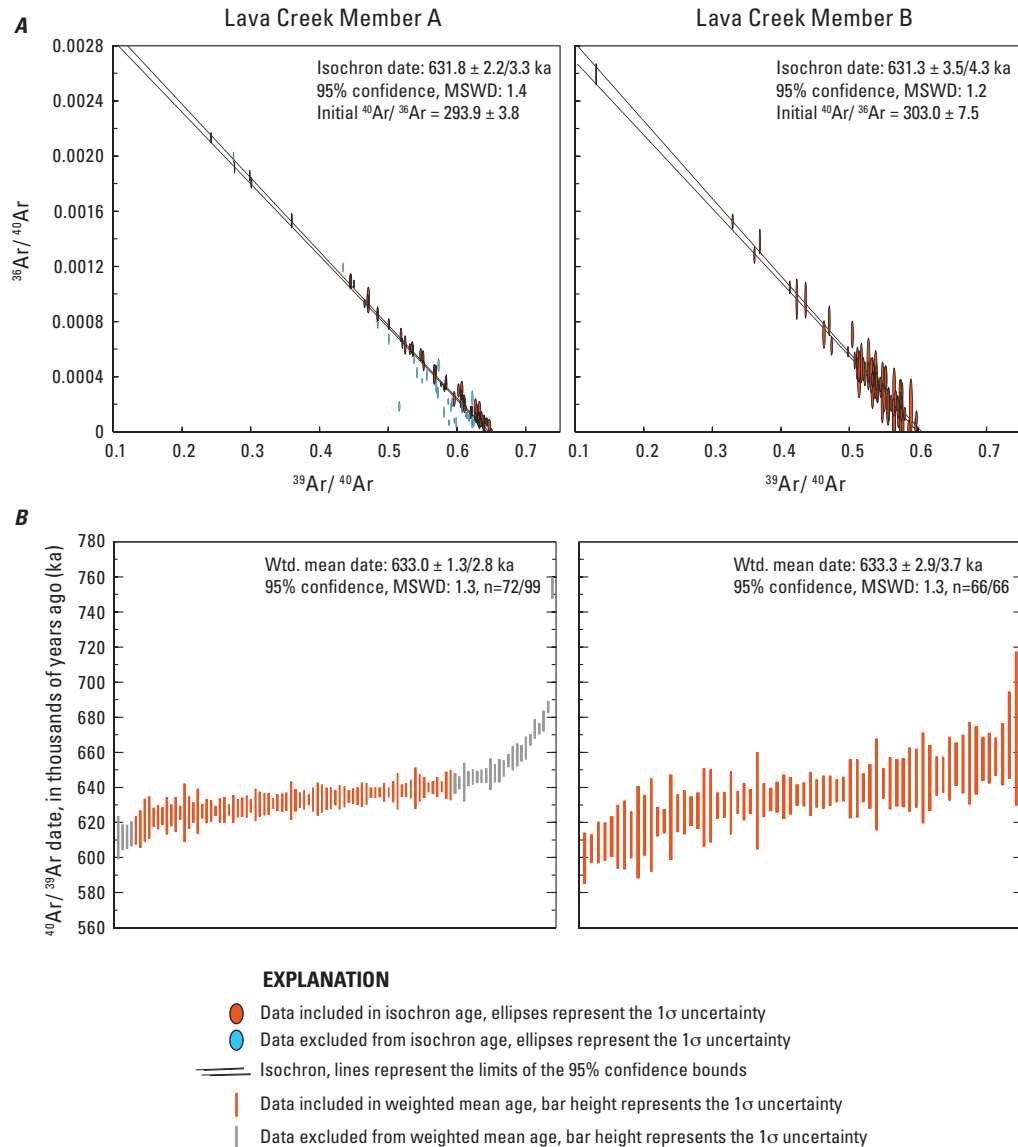 Lava Creek Member A
Lava Creek Member B
A
0.0028
0.0024
0.0020
0.0016
0.0012
0.0008
0.0004
0
³⁶Ar/ ⁴⁰Ar
Isochron date: 631.8 ± 2.2/3.3 ka
95% confidence, MSWD: 1.4
Initial ⁴⁰Ar/ ³⁶Ar = 293.9 ± 3.8
Isochron date: 631.3 ± 3.5/4.3 ka
95% confidence, MSWD: 1.2
Initial ⁴⁰Ar/ ³⁶Ar = 303.0 ± 7.5
0.1 0.2 0.3 0.4 0.5 0.6 0.7
0.1 0.2 0.3 0.4 0.5 0.6 0.7
³⁹Ar/ ⁴⁰Ar
³⁹Ar/ ⁴⁰Ar
B
780
760
740
720
700
680
660
640
620
600
580
560
⁴⁰Ar/ ³⁹Ar date, in thousands of years ago (ka)
Wtd. mean date: 633.0 ± 1.3/2.8 ka
95% confidence, MSWD: 1.3, n=72/99
Wtd. mean date: 633.3 ± 2.9/3.7 ka
95% confidence, MSWD: 1.3, n=66/66
EXPLANATION
Data included in isochron age, ellipses represent the 1σ uncertainty
Data excluded from isochron age, ellipses represent the 1σ uncertainty
Isochron, lines represent the limits of the 95% confidence bounds
Data included in weighted mean age, bar height represents the 1σ uncertainty
Data excluded from weighted mean age, bar height represents the 1σ uncertainty